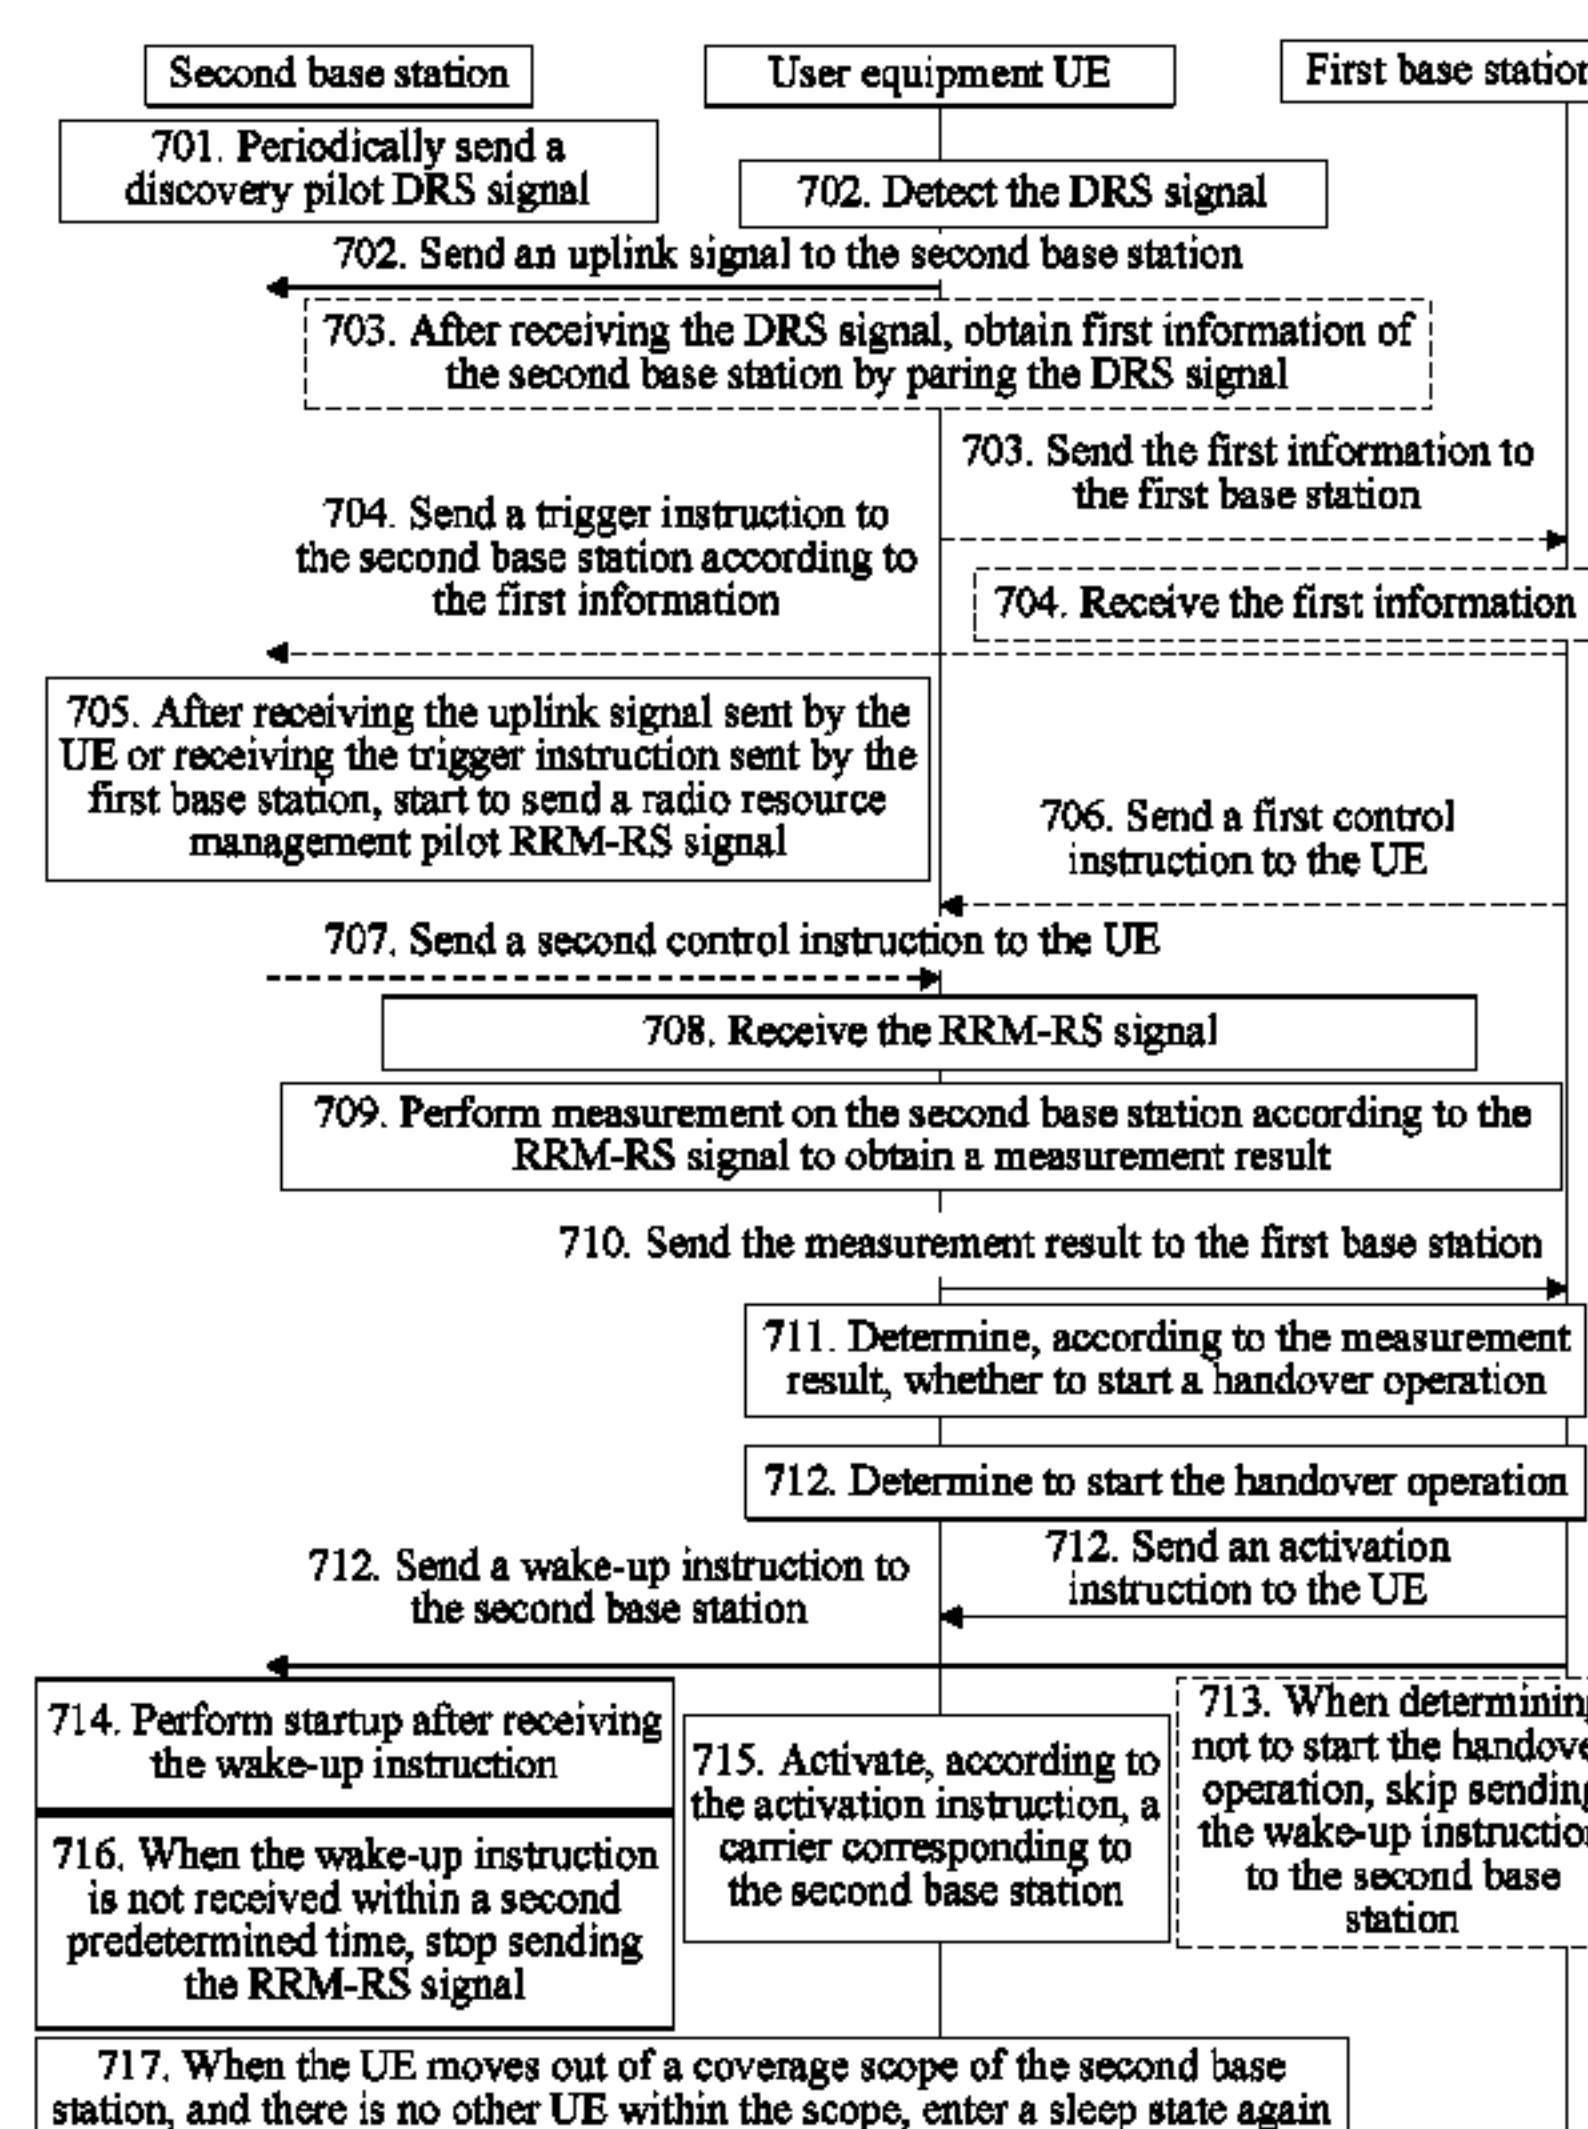 Second base station
User equipment UE
First base station
701. Periodically send a
discovery pilot DRS signal
702. Detect the DRS signal
702. Send an uplink signal to the second base station
703. After receiving the DRS signal, obtain first information of
the second base station by paring the DRS signal
703. Send the first information to
the first base station
704. Send a trigger instruction to
the second base station according to
the first information
704. Receive the first information
705. After receiving the uplink signal sent by the
UE or receiving the trigger instruction sent by the
first base station, start to send a radio resource
management pilot RRM-RS signal
706. Send a first control
instruction to the UE
707. Send a second control instruction to the UE
708. Receive the RRM-RS signal
709. Perform measurement on the second base station according to the
RRM-RS signal to obtain a measurement result
710. Send the measurement result to the first base station
711. Determine, according to the measurement
result, whether to start a handover operation
712. Determine to start the handover operation
712. Send an activation
instruction to the UE
712. Send a wake-up instruction to
the second base station
713. When determining
not to start the handover
operation, skip sending
the wake-up instruction
to the second base
station
714. Perform startup after receiving
the wake-up instruction
715. Activate, according to
the activation instruction, a
carrier corresponding to
the second base station
716. When the wake-up instruction
is not received within a second
predetermined time, stop sending
the RRM-RS signal
717. When the UE moves out of a coverage scope of the second base
station, and there is no other UE within the scope, enter a sleep state again